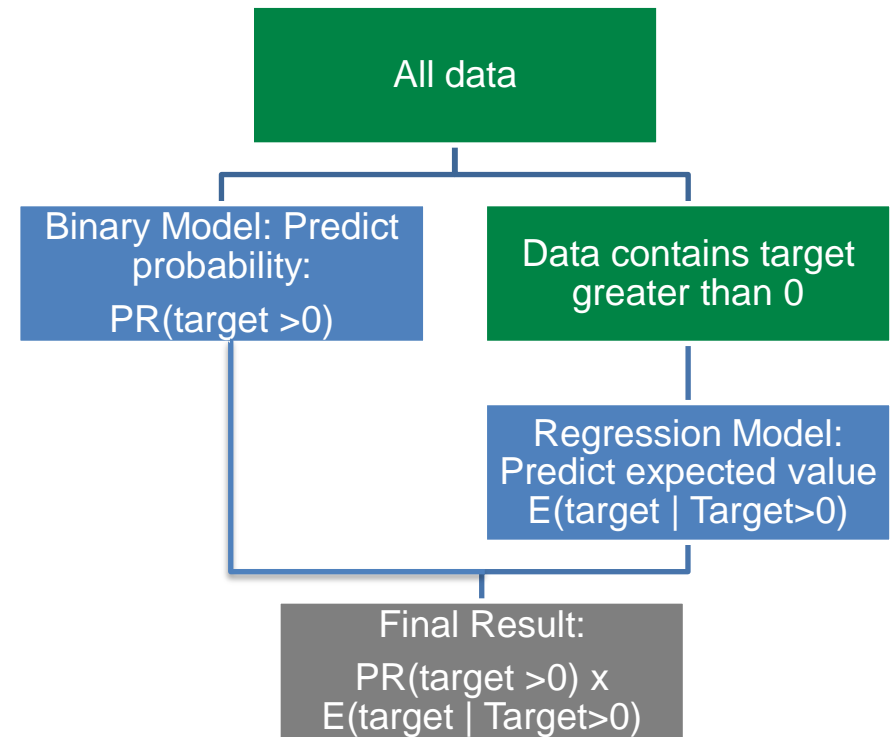 All data
Binary Model: Predict
probability:
PR(target >0)
Data contains target
greater than 0
Regression Model:
Predict expected value
E(target | Target>0)
Final Result:
PR(target >0) x
E(target | Target>0)